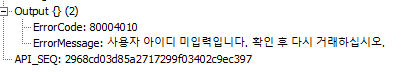 Output {} (2)
ErrorCode: 80004010
ErrorMessage: 사용자 아이디 미입력입니다. 확인 후 다시 거래하십시오.
API_SEQ: 2968cd03d85a2717299f03402c9ec397